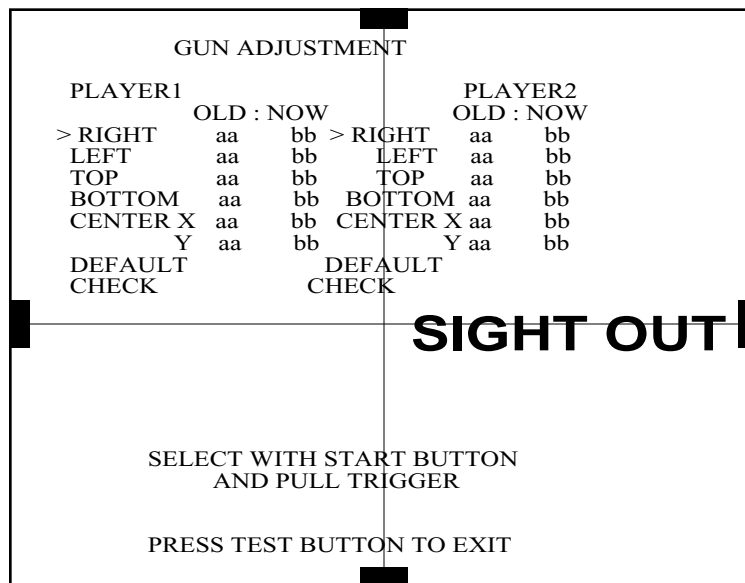 GUN ADJUSTMENT
PLAYER1 PLAYER2
OLD : NOW OLD : NOW
> RIGHT aa bb > RIGHT aa bb
LEFT aa bb LEFT aa bb
TOP aa bb TOP aa bb
BOTTOM aa bb BOTTOM aa bb
CENTER X aa bb CENTER X aa bb
Y aa bb Y aa bb
DEFAULT DEFAULT
CHECK CHECK
SIGHT OUT
SELECT WITH START BUTTON
AND PULL TRIGGER
PRESS TEST BUTTON TO EXIT